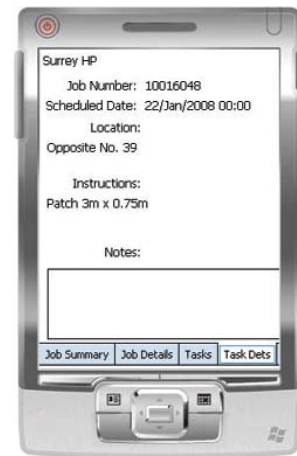 Surrey HP
Job Number: 10016048
Scheduled Date: 22/Jan/2008 00:00
Location:
Opposite No. 39
Instructions:
Patch 3m x 0.75m
Notes:
Job Summary Job Details Tasks Task Dets